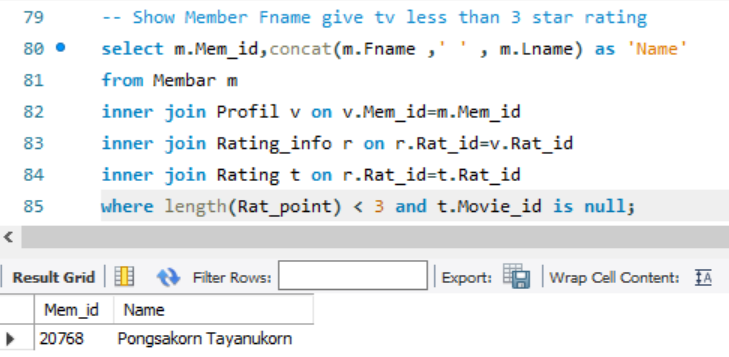 79 -- Show Member Fname give tv less than 3 star rating
80 select m.Mem_id,concat(m.Fname ,' ' , m.Lname) as 'Name'
81 from Membar m
82 inner join Profil v on v.Mem_id=m.Mem_id
83 inner join Rating_info r on r.Rat_id=v.Rat_id
84 inner join Rating t on r.Rat_id=t.Rat_id
85 where length(Rat_point) < 3 and t.Movie_id is null;
Result Grid Filter Rows: Export: Wrap Cell Content: IA
Mem_id Name
20768 Pongsakorn Tayanukorn